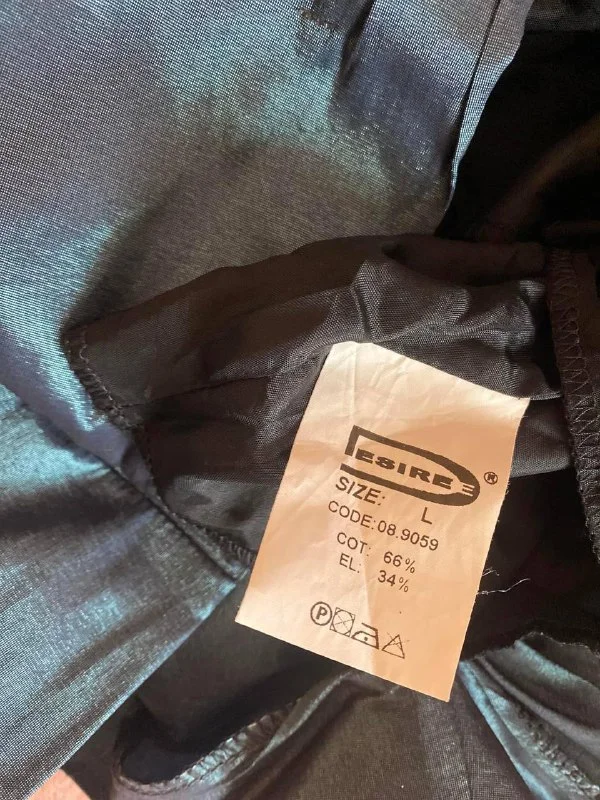 DESIREE®
SIZE: L
CODE: 08.9059
COT: 66%
EL: 34%
P